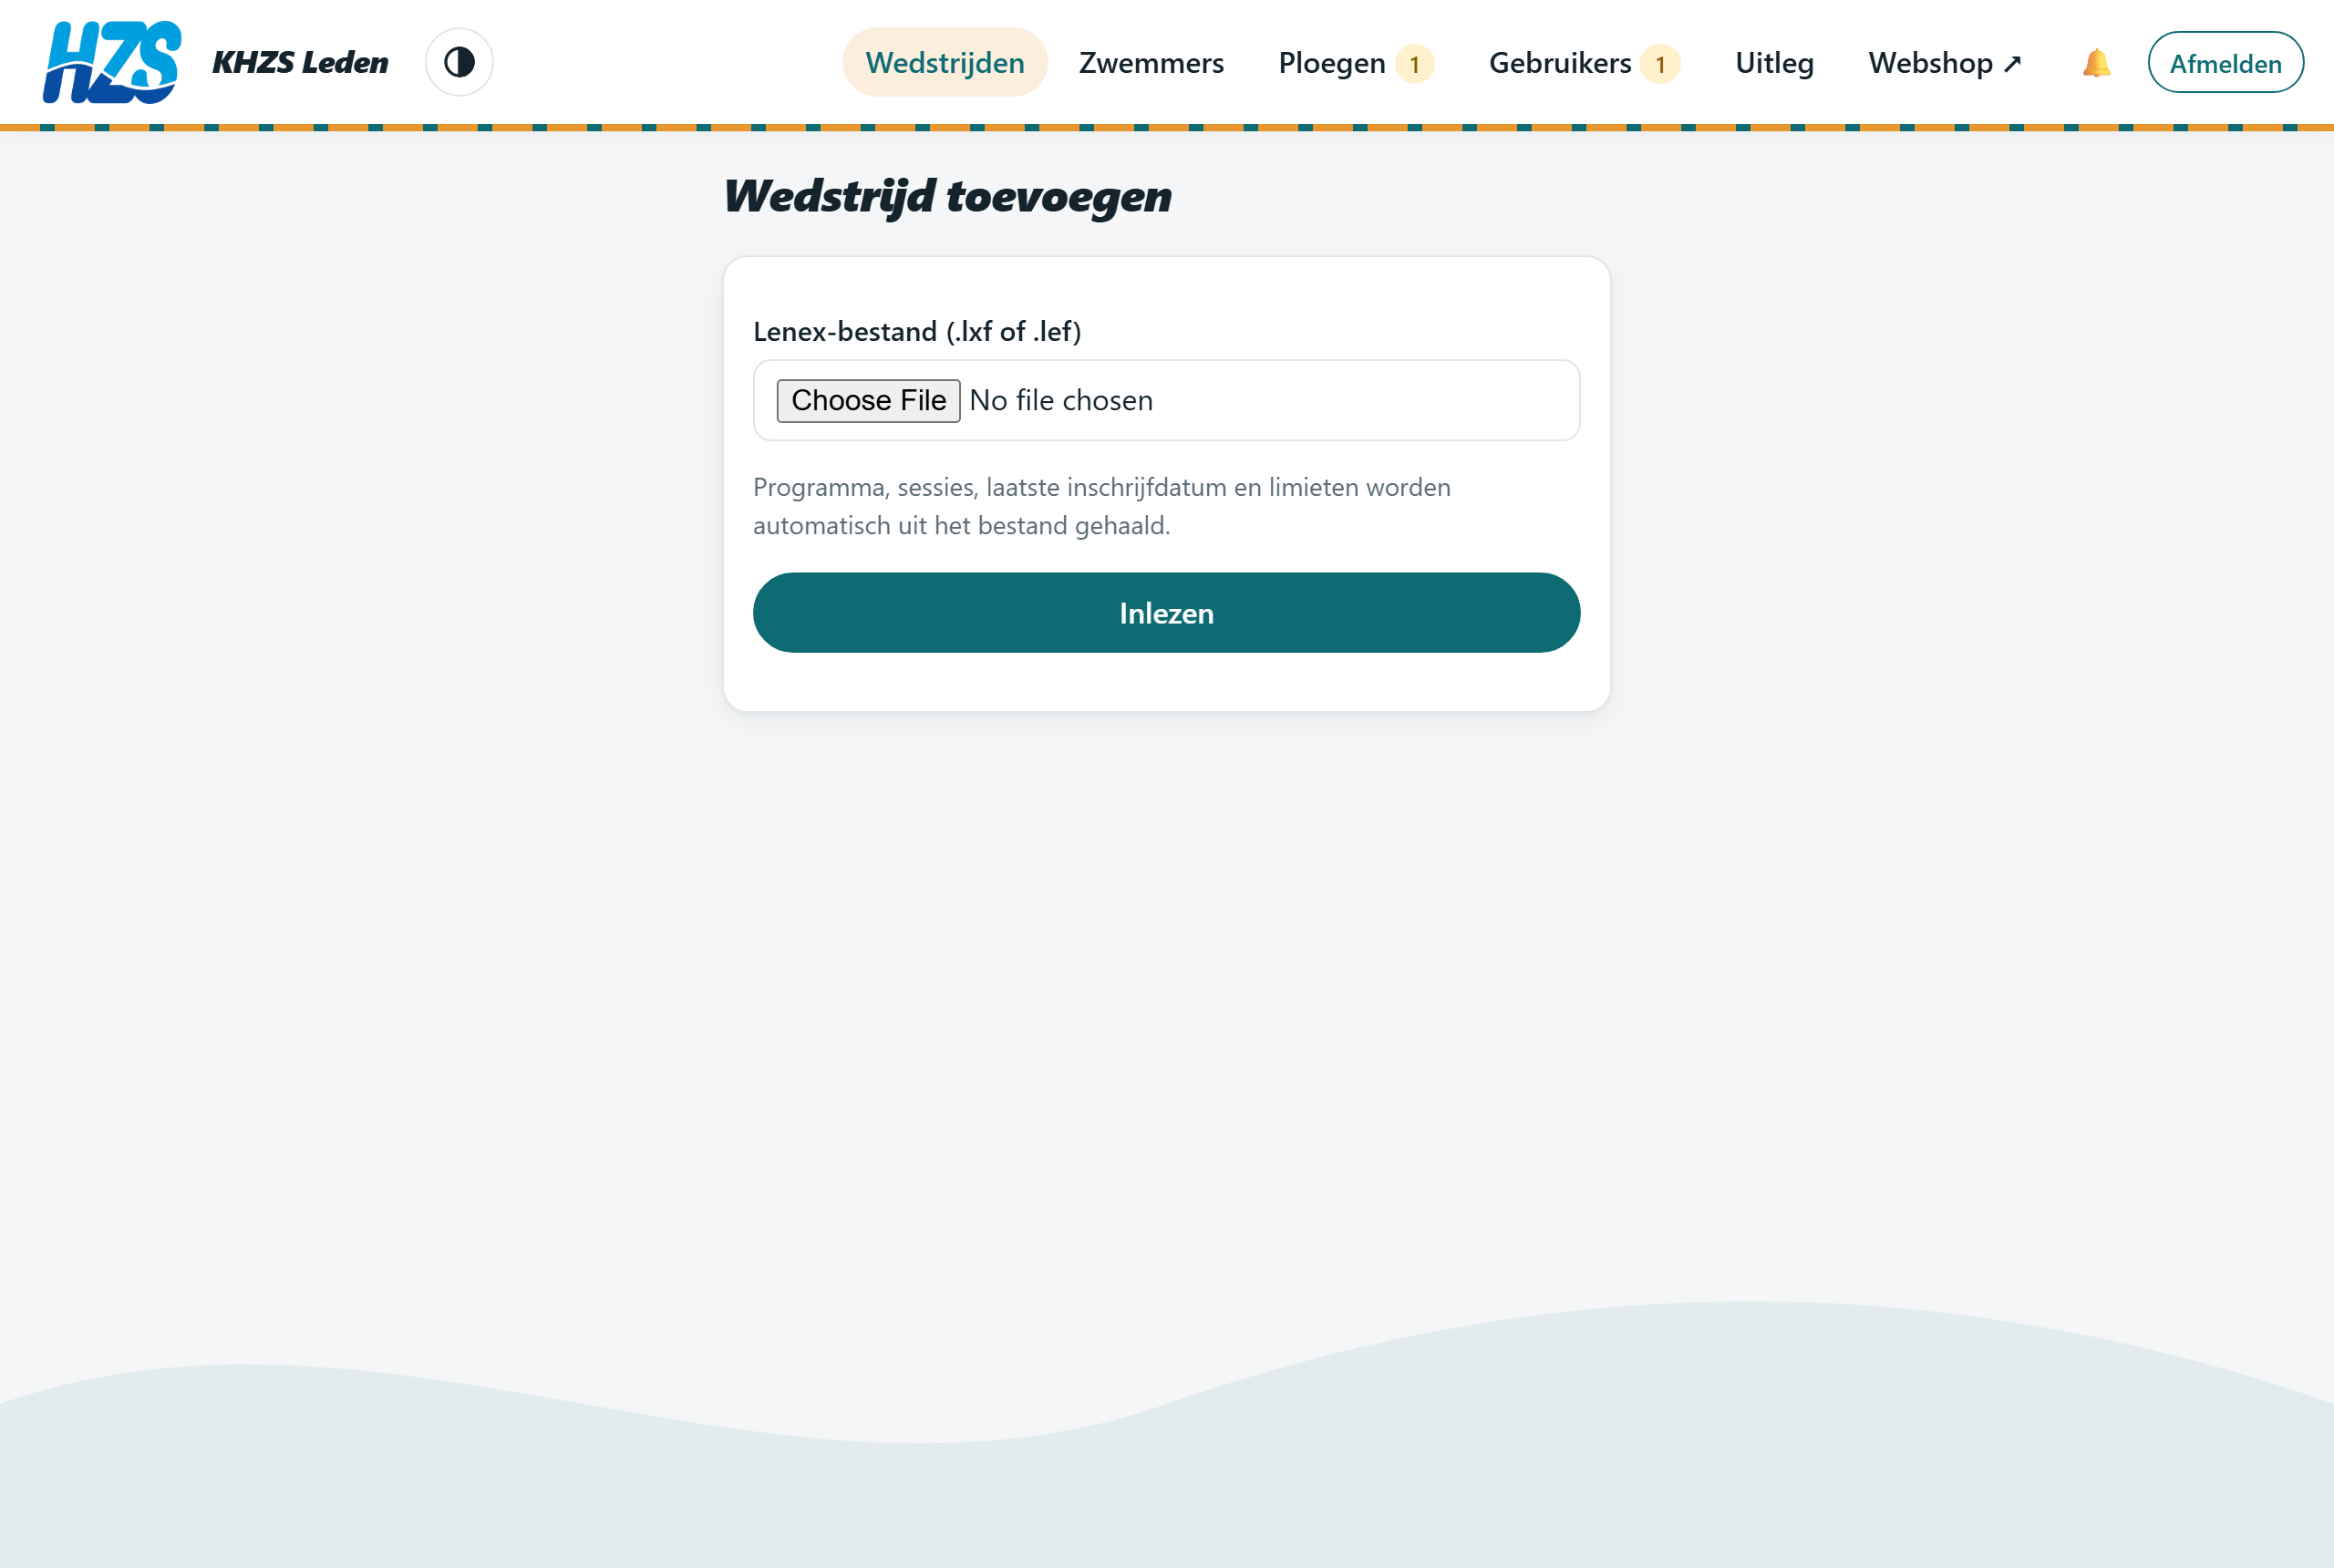 HZS KHZS Leden Wedstrijden Zwemmers Ploegen 1 Gebruikers 1 Uitleg Webshop ↗ Afmelden
Wedstrijd toevoegen
Lenex-bestand (.lxf of .lef)
Choose File No file chosen
Programma, sessies, laatste inschrijfdatum en limieten worden
automatisch uit het bestand gehaald.
Inlezen